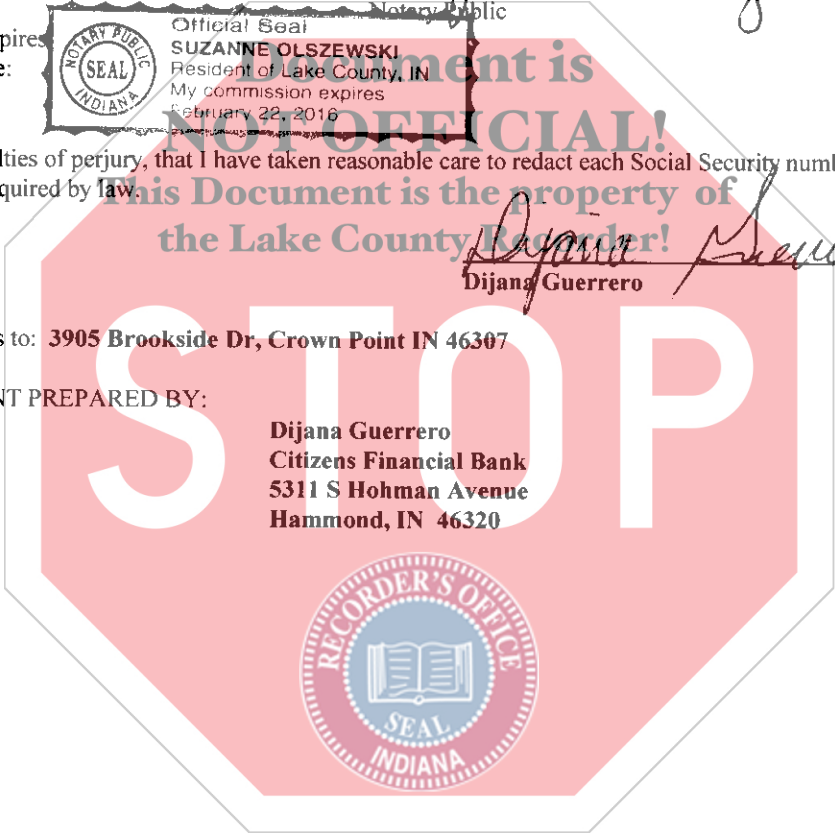 Notary Public
pires
e:
Official Seal
SUZANNE OLSZEWSKI
Resident of Lake County, IN
My commission expires
February 22, 2016
NOTARY PUBLIC
SEAL
INDIANA
Document is
NOT OFFICIAL!
lties of perjury, that I have taken reasonable care to redact each Social Security numb
quired by law.
This Document is the property of
the Lake County Recorder!
Dijana Guerre
Dijana Guerrero
s to: 3905 Brookside Dr, Crown Point IN 46307
NT PREPARED BY:
Dijana Guerrero
Citizens Financial Bank
5311 S Hohman Avenue
Hammond, IN 46320
STOP
RECORDER'S OFFICE
SEAL
INDIANA